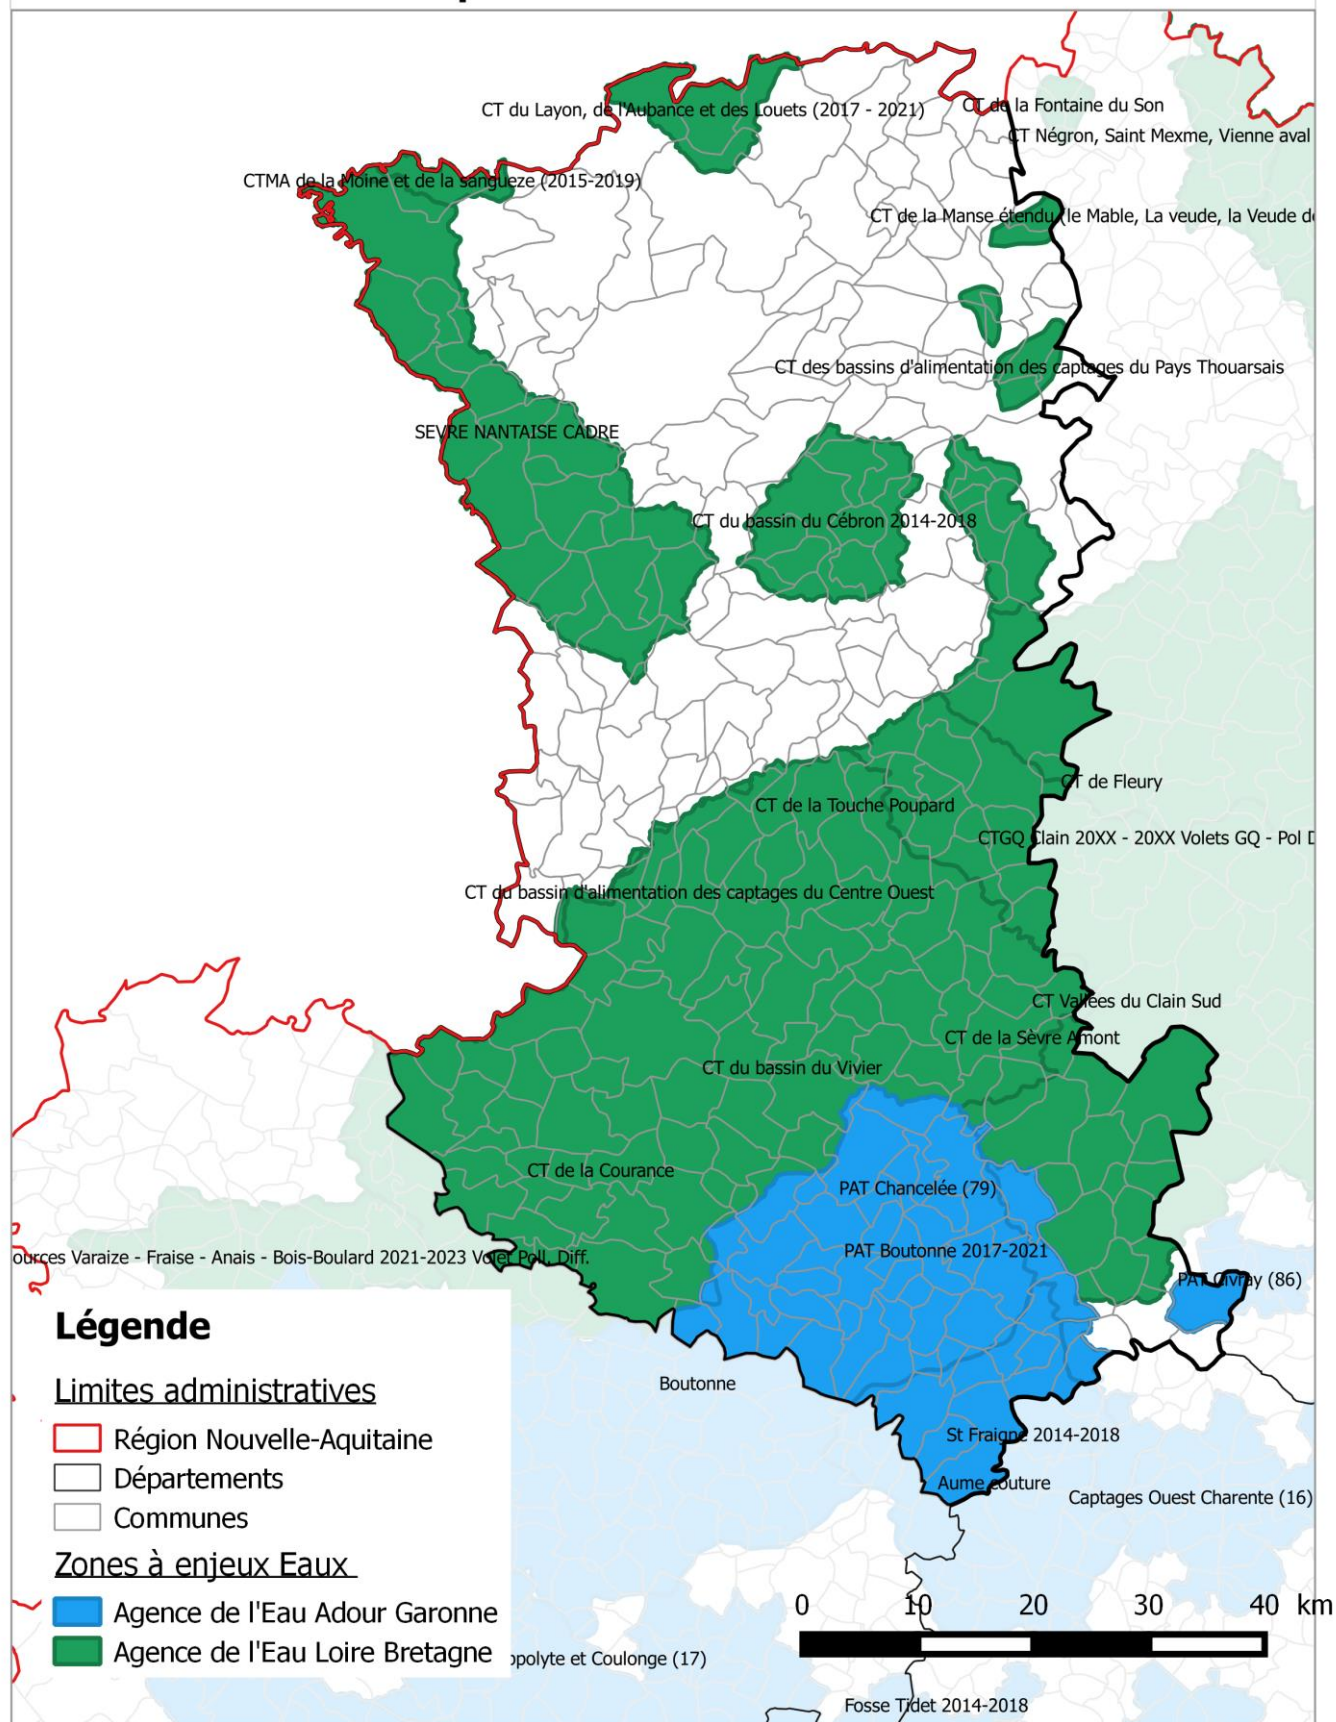 CT du Layon, de l'Aubance et des Louets (2017 - 2021)
CT de la Fontaine du Son
CT Négron, Saint Mexme, Vienne aval
CTMA de la Moine et de la sangueze (2015-2019)
CT de la Manse étendu (le Mable, La veude, la Veude de
CT des bassins d'alimentation des captages du Pays Thouarsais
SEVRE NANTAISE CADRE
CT du bassin du Cébron 2014-2018
CT de Fleury
CT de la Touche Poupard
CTGQ Clain 20XX - 20XX Volets GQ - Pol D
CT du bassin d'alimentation des captages du Centre Ouest
CT Vallées du Clain Sud
CT de la Sèvre Amont
CT du bassin du Vivier
CT de la Courance
PAT Chancelée (79)
PAT Boutonne 2017-2021
ources Varaize - Fraise - Anais - Bois-Boulard 2021-2023 Volet Poll. Diff.
PAT Civray (86)
Boutonne
St Fraigne 2014-2018
Aume couture
Captages Ouest Charente (16)
Légende
Limites administratives
Région Nouvelle-Aquitaine
Départements
Communes
Zones à enjeux Eaux
Agence de l'Eau Adour Garonne
Agence de l'Eau Loire Bretagne
0 10 20 30 40 km
opolyte et Coulonge (17)
Fosse Tidet 2014-2018